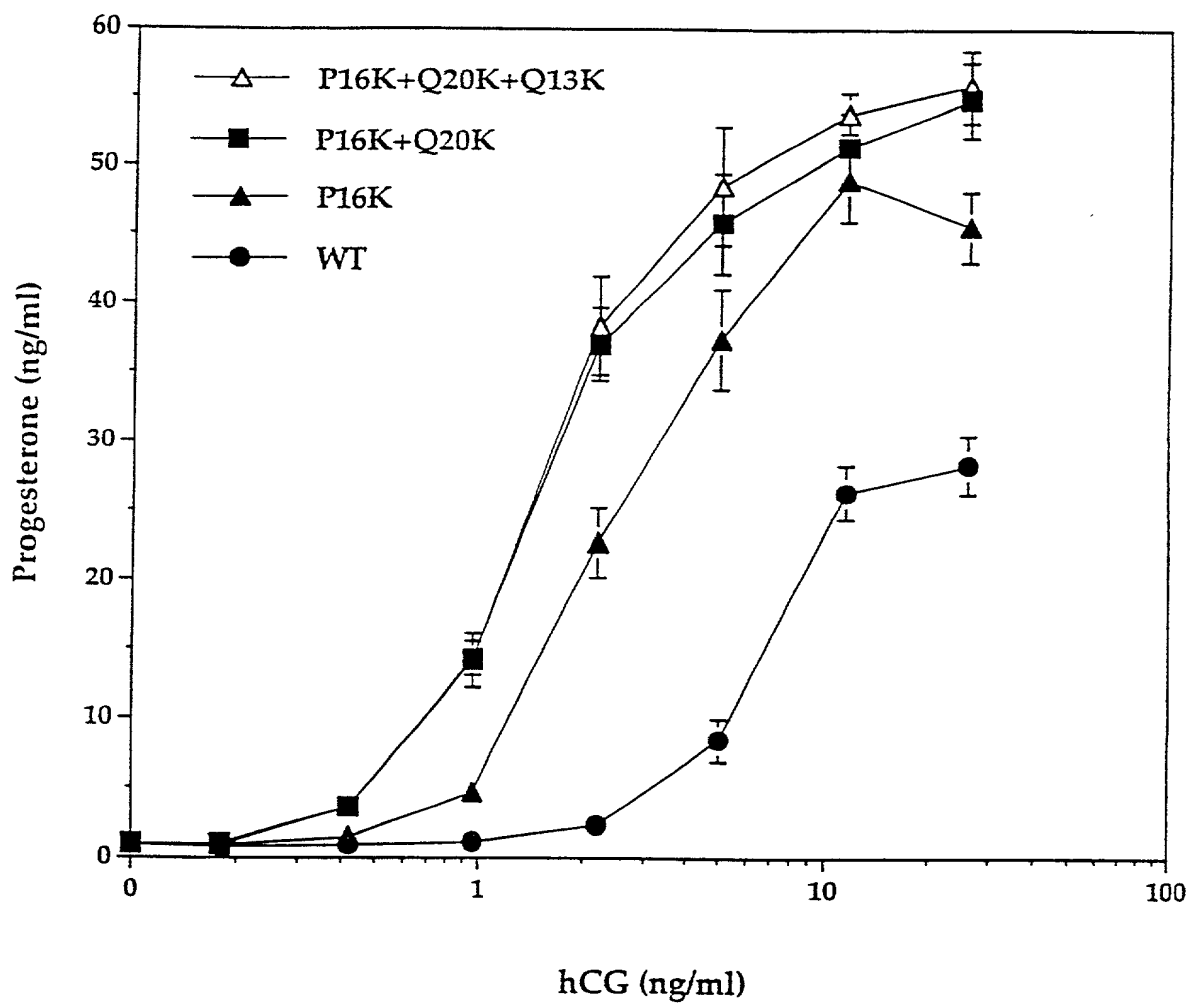 60
50
40
30
20
10
0
Progesterone (ng/ml)
P16K+Q20K+Q13K
P16K+Q20K
P16K
WT
0 1 10 100
hCG (ng/ml)